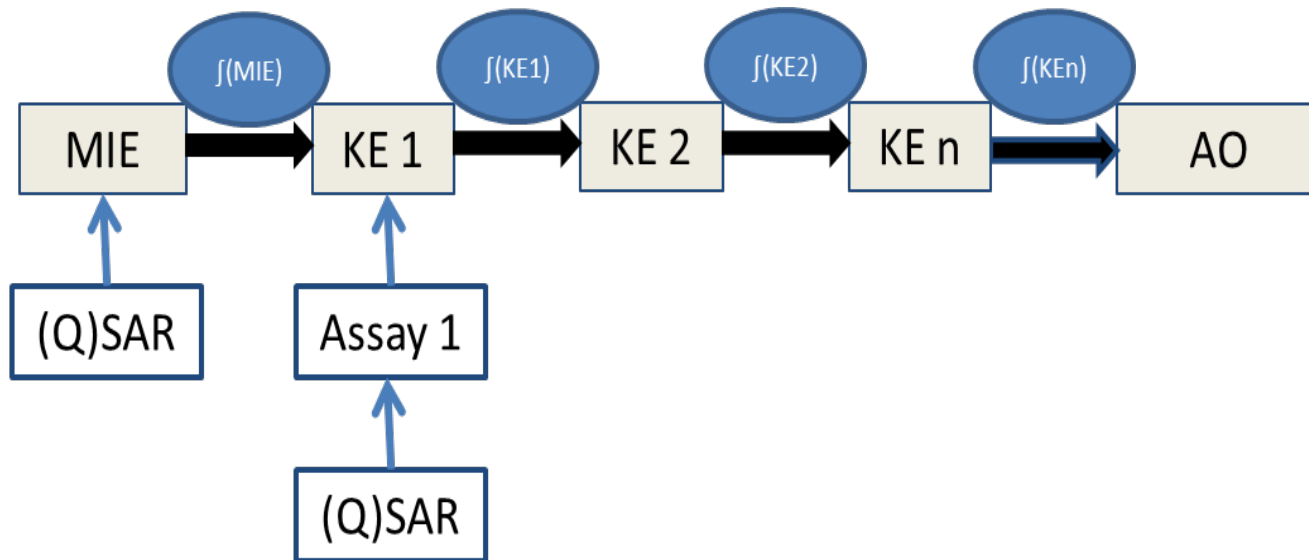 ∫(MIE)
∫(KE1)
∫(KE2)
∫(KEn)
MIE
KE 1
KE 2
KE n
AO
(Q)SAR
Assay 1
(Q)SAR